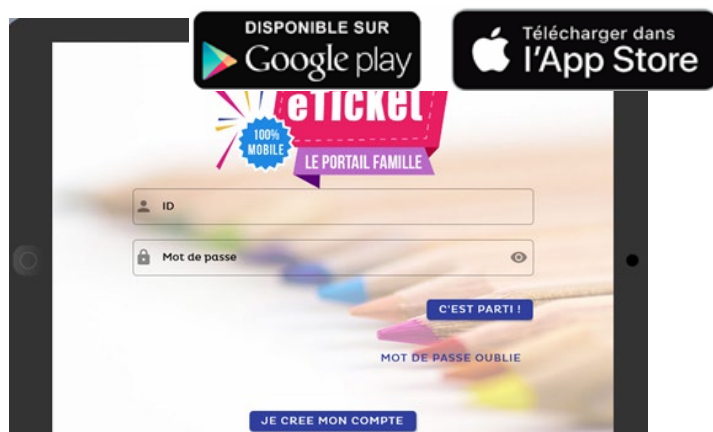 DISPONIBLE SUR
Google play
Télécharger dans
l'App Store
eTICKET
100%
MOBILE
LE PORTAIL FAMILLE
ID
Mot de passe
C'EST PARTI !
MOT DE PASSE OUBLIE
JE CREE MON COMPTE